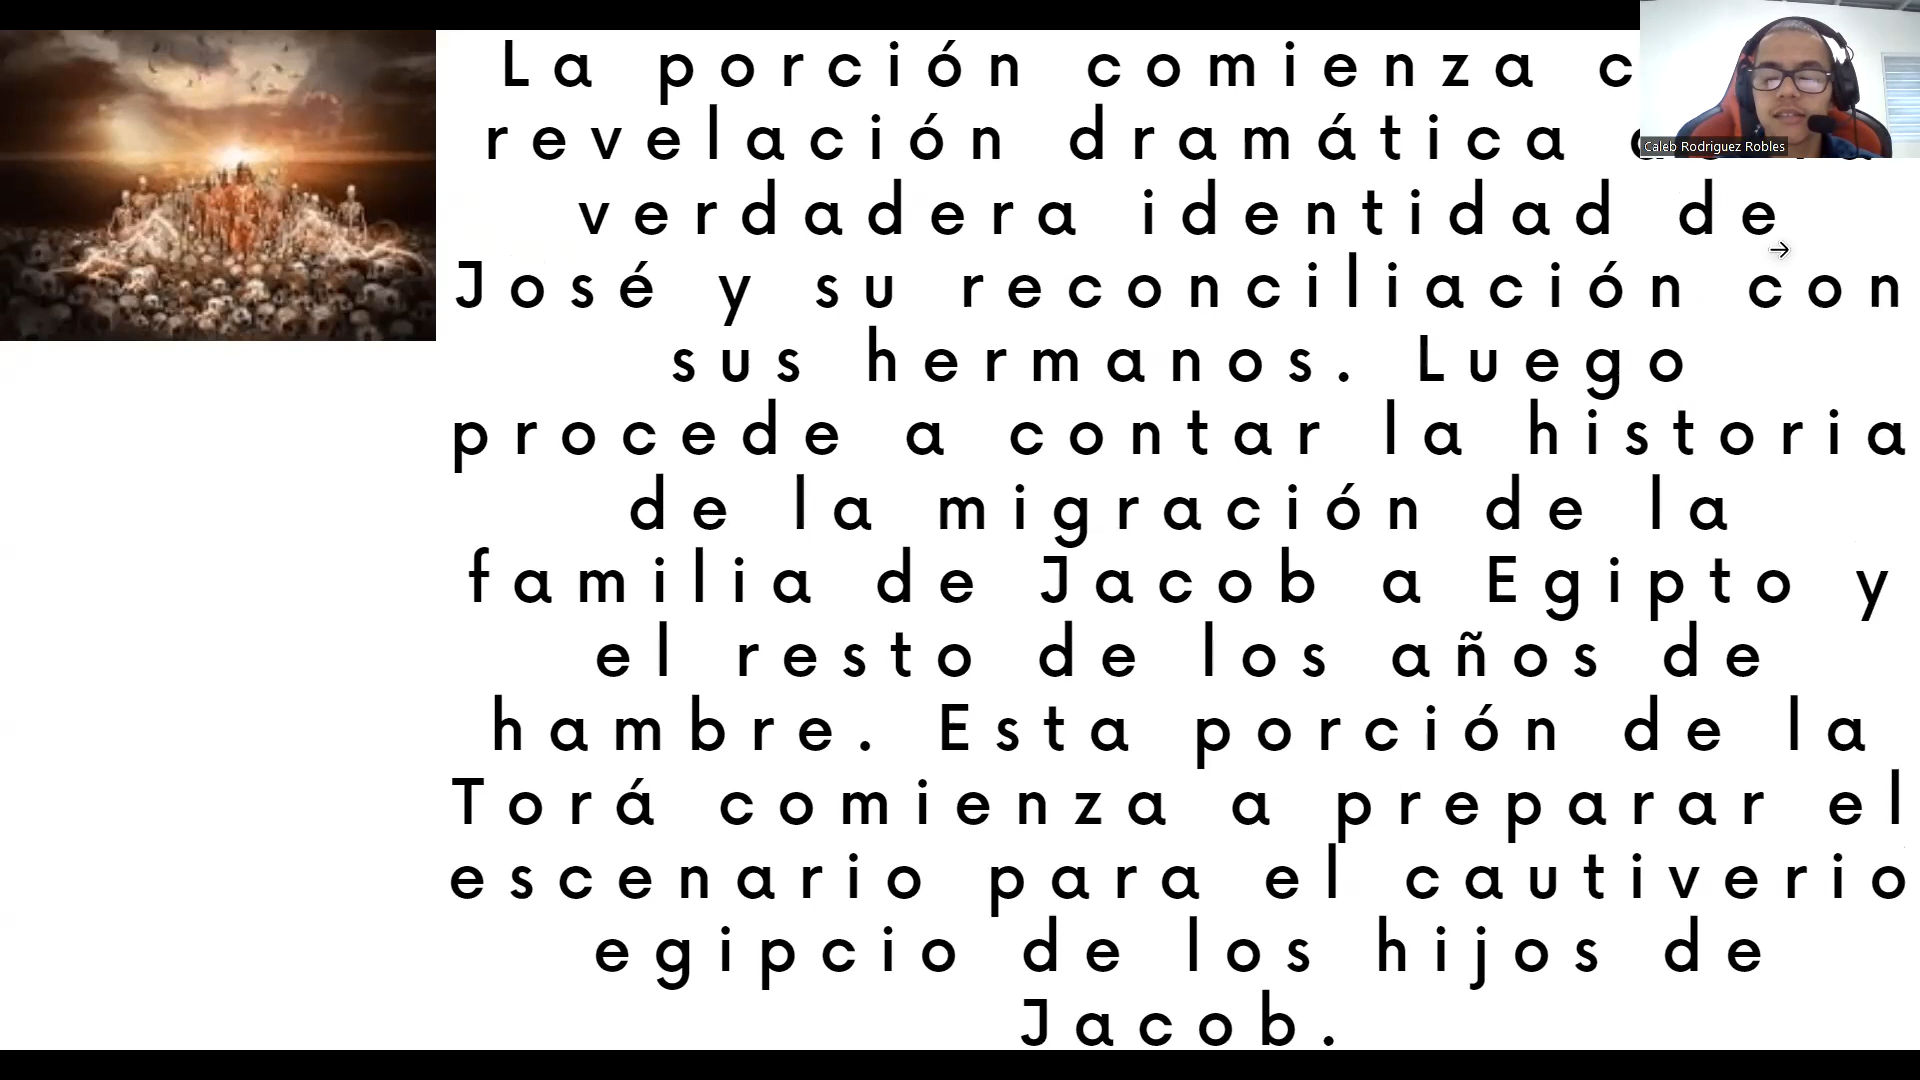 La porción comienza
revelación dramática
verdadera identidad de
José y su reconciliación con
sus hermanos. Luego
procede a contar la historia
de la migración de la
familia de Jacob a Egipto y
el resto de los años de
hambre. Esta porción de la
Torá comienza a preparar el
escenario para el cautiverio
egipcio de los hijos de
Jacob.
Caleb Rodriguez Robles